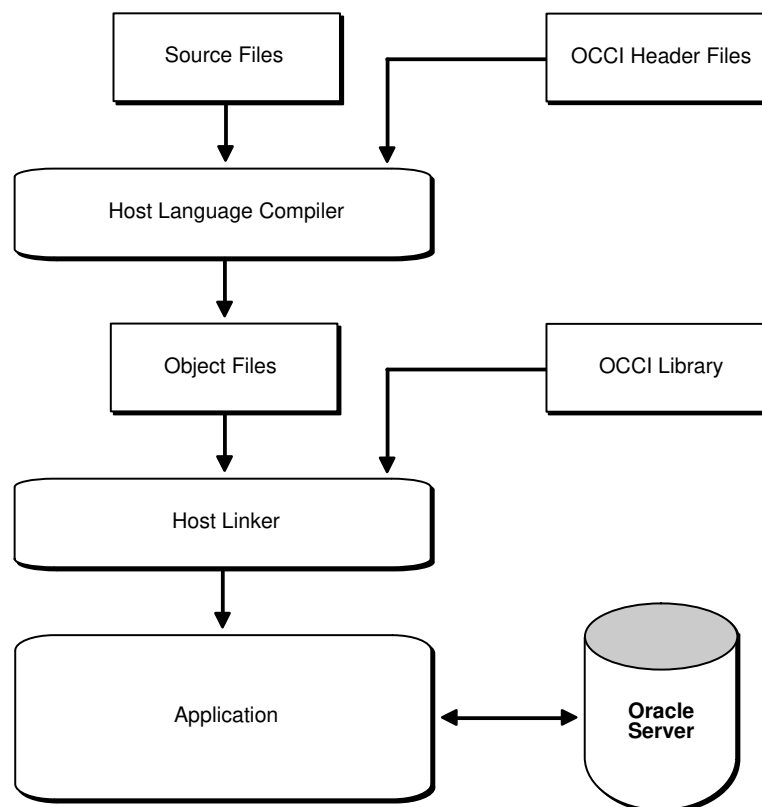 Source Files
OCCI Header Files
Host Language Compiler
Object Files
OCCI Library
Host Linker
Application
Oracle
Server